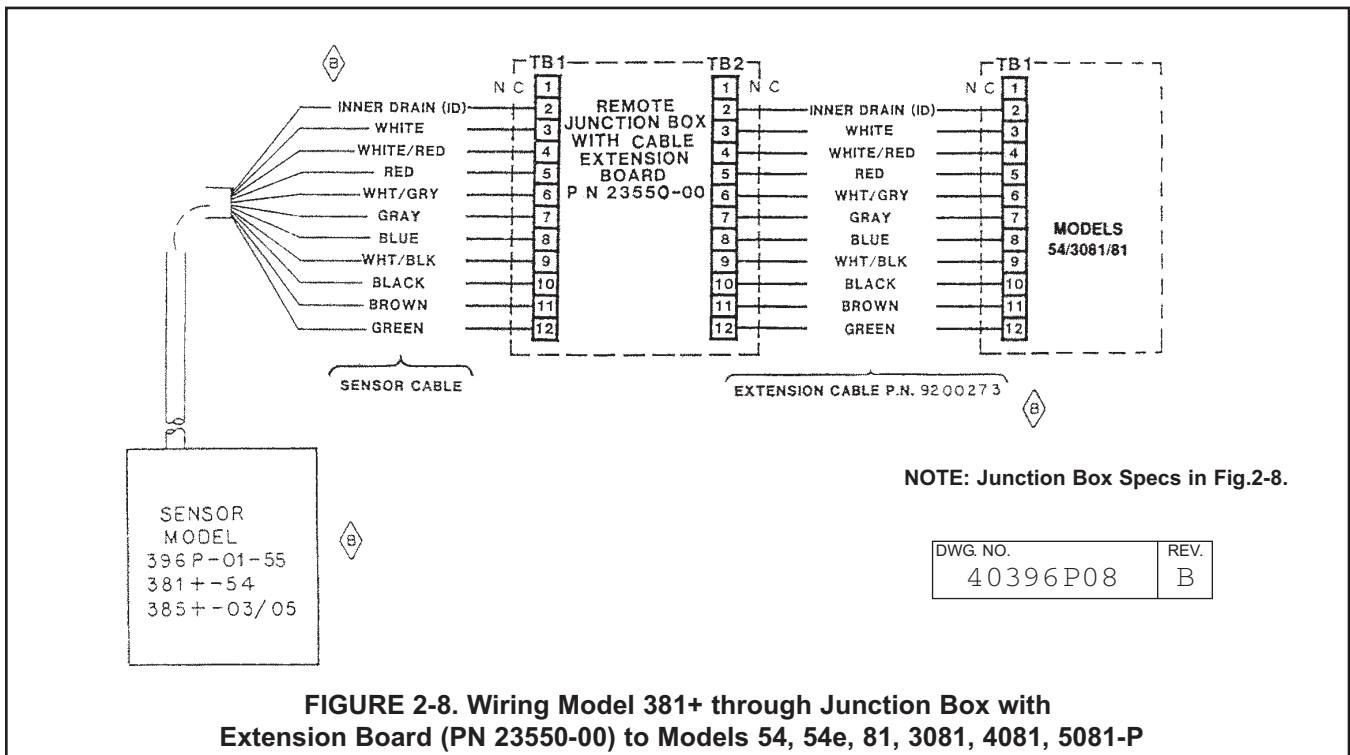 B
TB1
TB2
TB1
N C 1
1 N C
N C 1
INNER DRAIN (ID) 2
2 INNER DRAIN (ID) 2
WHITE 3
3 WHITE 3
WHITE/RED 4
4 WHITE/RED 4
RED 5
5 RED 5
WHT/GRY 6
6 WHT/GRY 6
GRAY 7
7 GRAY 7
BLUE 8
8 BLUE 8
WHT/BLK 9
9 WHT/BLK 9
BLACK 10
10 BLACK 10
BROWN 11
11 BROWN 11
GREEN 12
12 GREEN 12
REMOTE
JUNCTION BOX
WITH CABLE
EXTENSION
BOARD
P N 23550-00
MODELS
54/3081/81
SENSOR CABLE
EXTENSION CABLE P.N. 9200273
B
NOTE: Junction Box Specs in Fig.2-8.
SENSOR
MODEL
396P-01-55
381+-54
385+-03/05
B
DWG. NO.
40396P08
REV.
B
FIGURE 2-8. Wiring Model 381+ through Junction Box with
Extension Board (PN 23550-00) to Models 54, 54e, 81, 3081, 4081, 5081-P